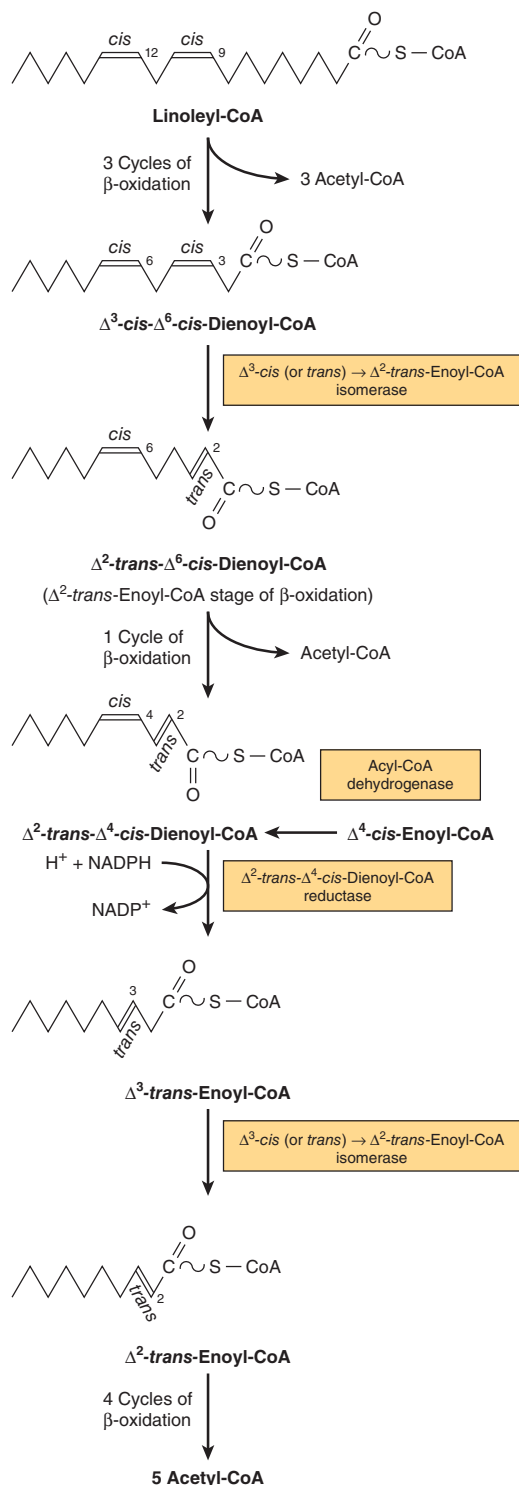 O
cis cis
12 9 C S — CoA
Linoleyl-CoA
3 Cycles of
β-oxidation
3 Acetyl-CoA
O
cis cis
6 3 C S — CoA
Δ³-cis-Δ⁶-cis-Dienoyl-CoA
Δ³-cis (or trans) → Δ²-trans-Enoyl-CoA
isomerase
cis
6 2
trans C S — CoA
O
Δ²-trans-Δ⁶-cis-Dienoyl-CoA
(Δ²-trans-Enoyl-CoA stage of β-oxidation)
1 Cycle of
β-oxidation
Acetyl-CoA
cis
4 2
trans C S — CoA
O
Acyl-CoA
dehydrogenase
Δ²-trans-Δ⁴-cis-Dienoyl-CoA Δ⁴-cis-Enoyl-CoA
H⁺ + NADPH
NADP⁺
Δ²-trans-Δ⁴-cis-Dienoyl-CoA
reductase
O
3 C S — CoA
trans
Δ³-trans-Enoyl-CoA
Δ³-cis (or trans) → Δ²-trans-Enoyl-CoA
isomerase
O
C S — CoA
trans 2
Δ²-trans-Enoyl-CoA
4 Cycles of
β-oxidation
5 Acetyl-CoA